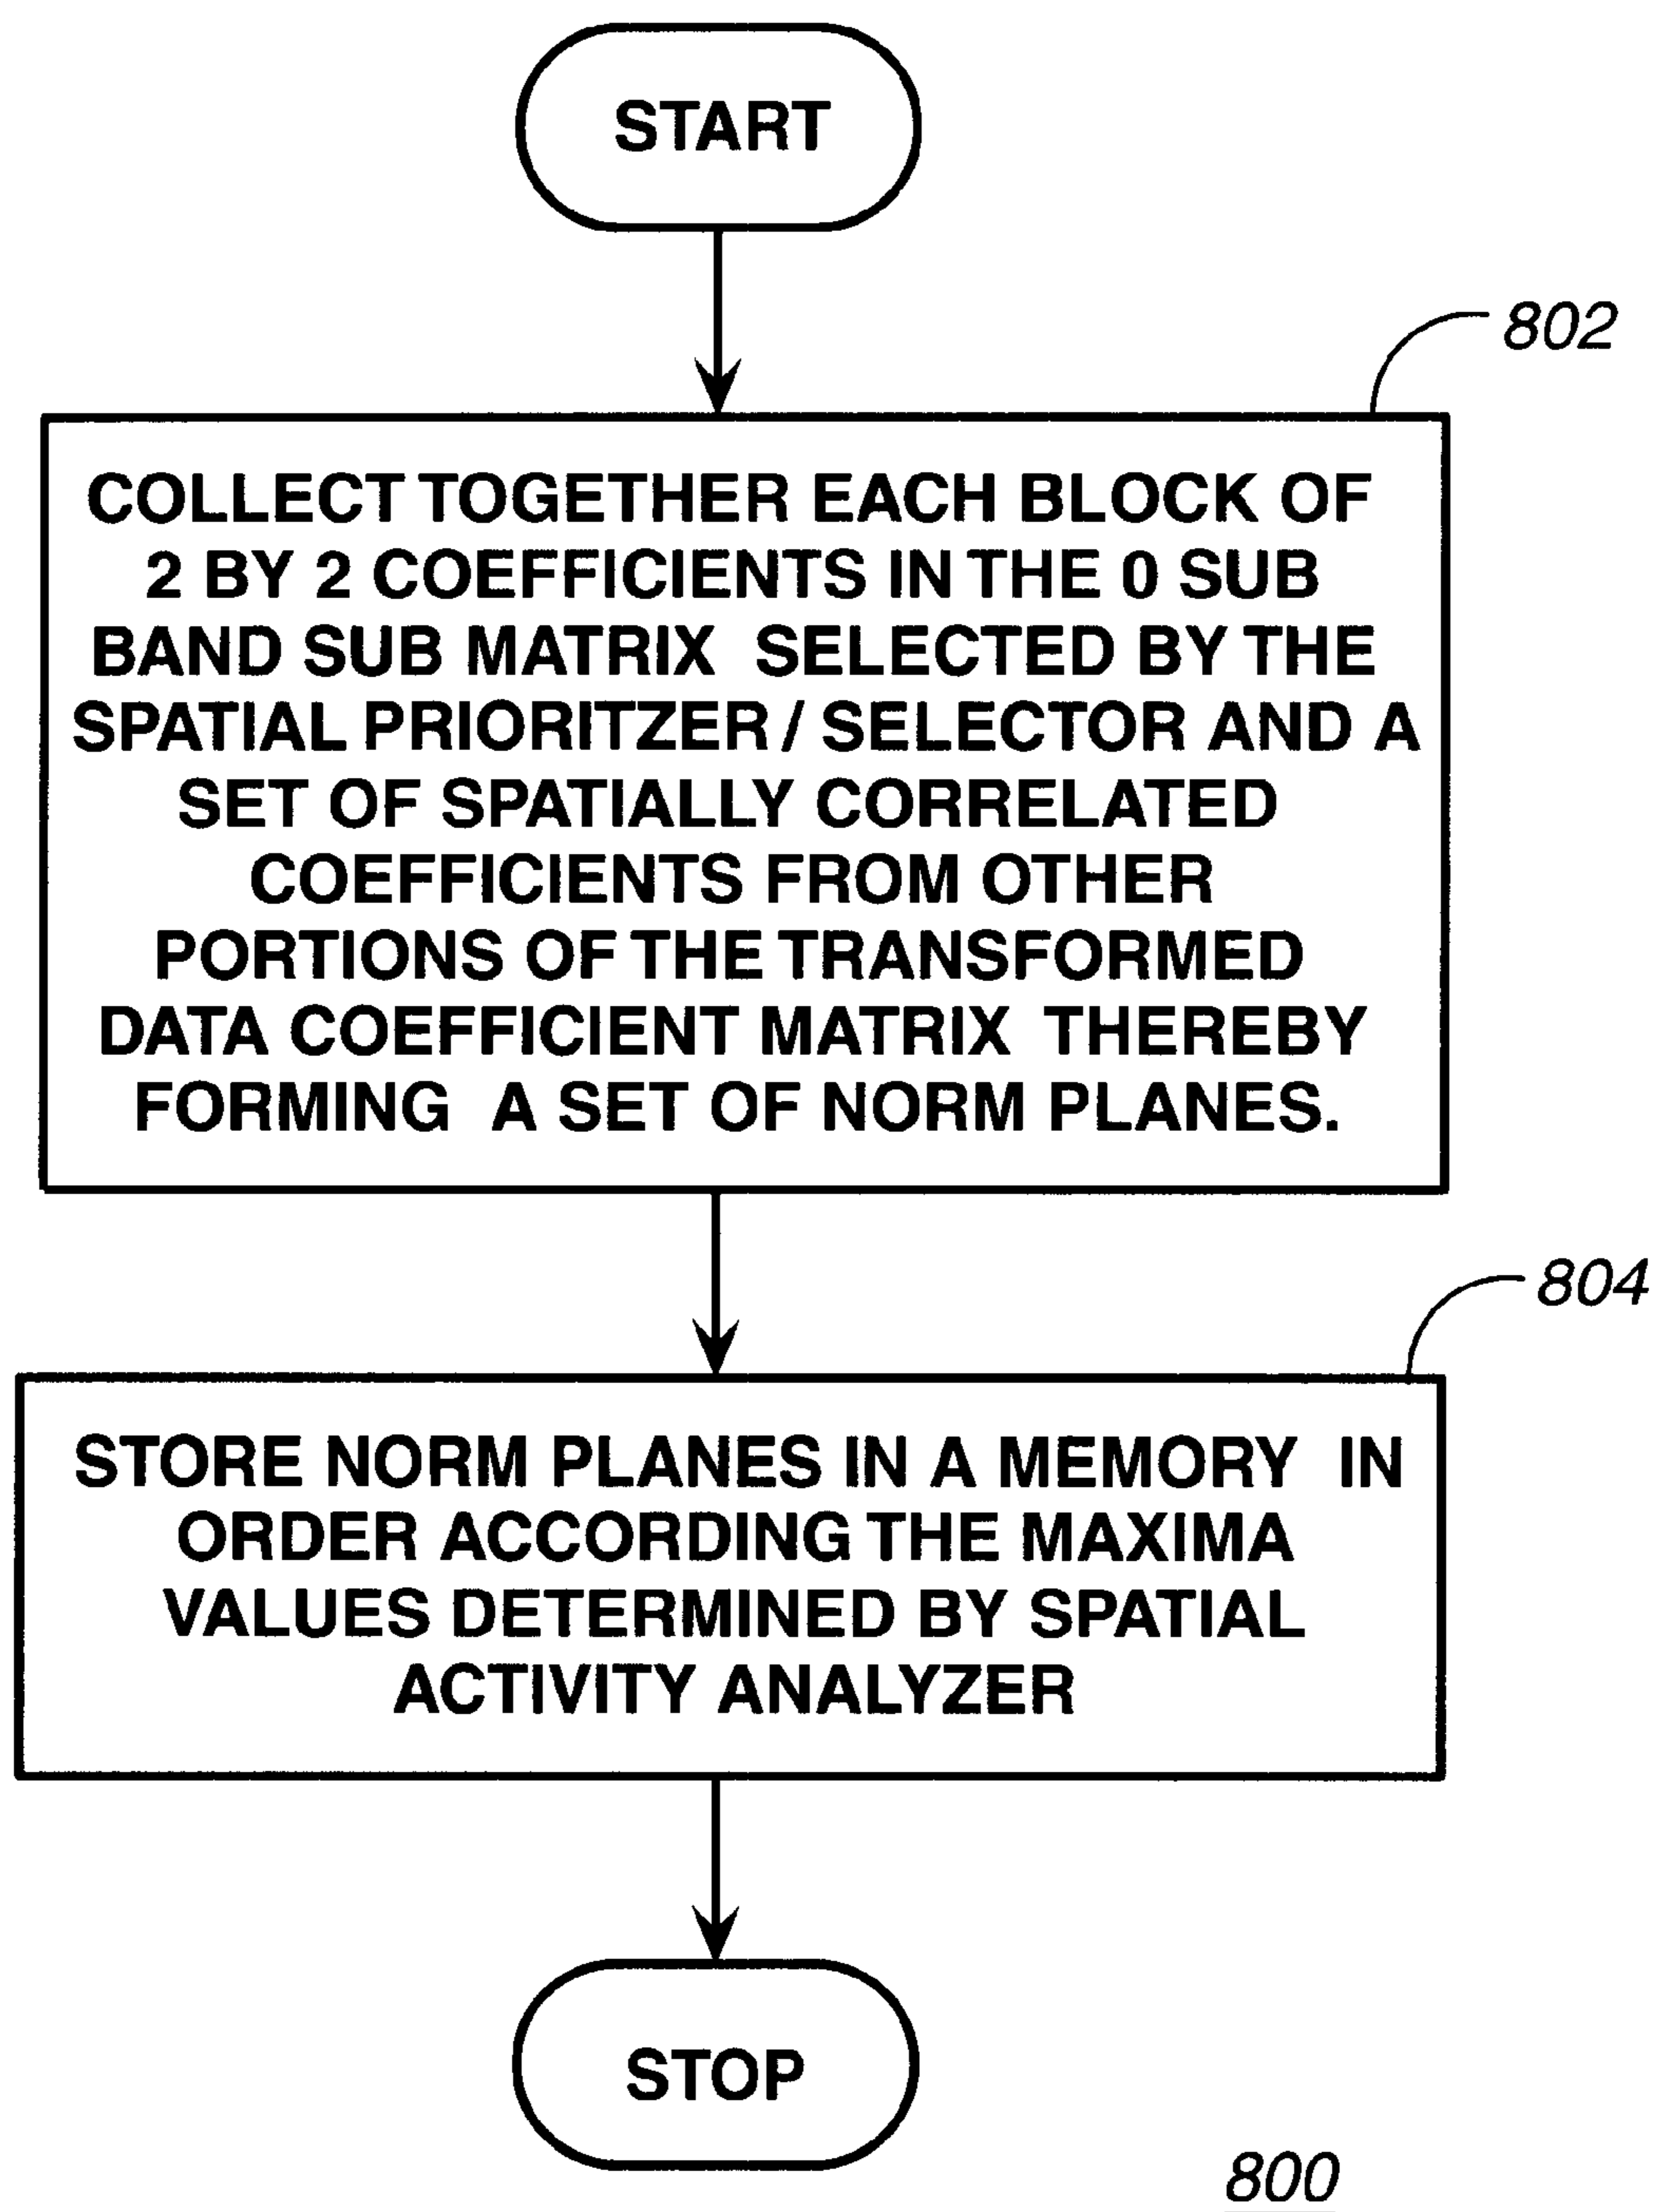 START
802
COLLECT TOGETHER EACH BLOCK OF
2 BY 2 COEFFICIENTS IN THE 0 SUB
BAND SUB MATRIX SELECTED BY THE
SPATIAL PRIORITZER / SELECTOR AND A
SET OF SPATIALLY CORRELATED
COEFFICIENTS FROM OTHER
PORTIONS OF THE TRANSFORMED
DATA COEFFICIENT MATRIX THEREBY
FORMING A SET OF NORM PLANES.
804
STORE NORM PLANES IN A MEMORY IN
ORDER ACCORDING THE MAXIMA
VALUES DETERMINED BY SPATIAL
ACTIVITY ANALYZER
STOP
800